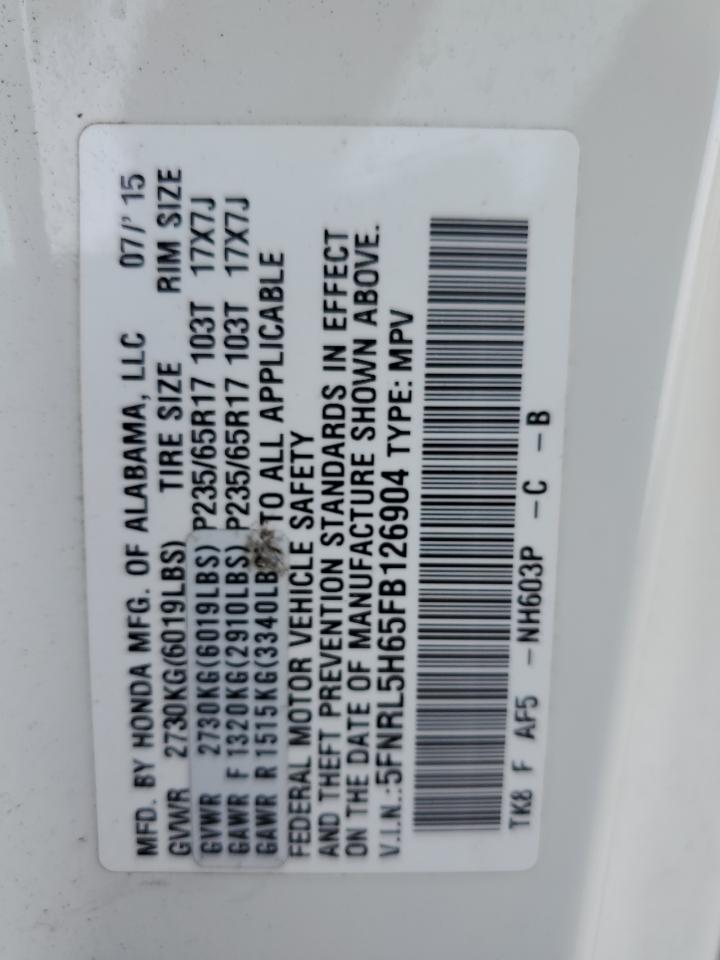 MFD. BY HONDA MFG. OF ALABAMA, LLC 07/' 15
GVWR 2730KG(6019LBS) TIRE SIZE RIM SIZE
GVWR 2730KG(6019LBS) P235/65R17 103T 17X7J
GAWR F 1320KG(2910LBS) P235/65R17 103T 17X7J
GAWR R 1515KG(3340LB TO ALL APPLICABLE
FEDERAL MOTOR VEHICLE SAFETY
AND THEFT PREVENTION STANDARDS IN EFFECT
ON THE DATE OF MANUFACTURE SHOWN ABOVE.
V.I.N.:5FNRL5H65FB126904 TYPE: MPV
TK8 F AF5 -NH603P -C -B